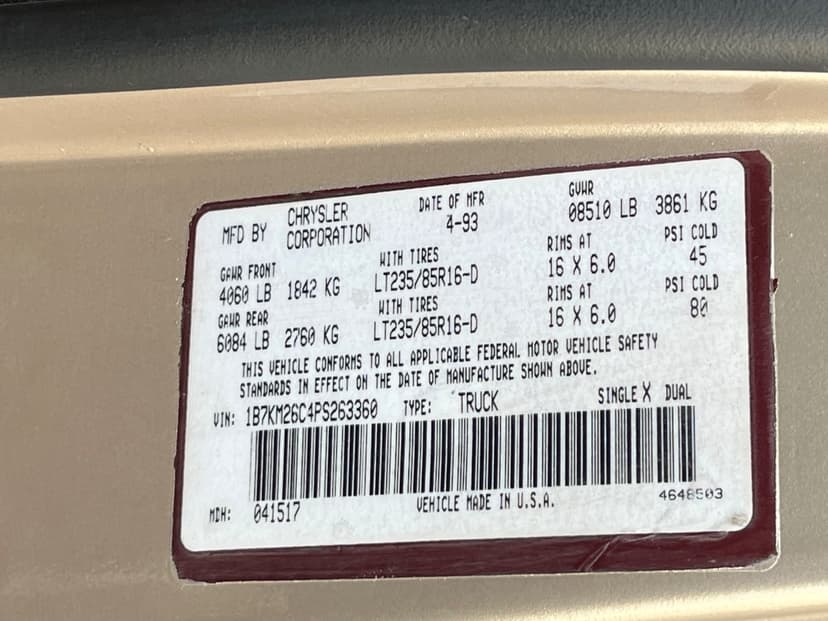 MFD BY CHRYSLER CORPORATION DATE OF MFR 4-93 GVWR 08510 LB 3861 KG
GAWR FRONT 4060 LB 1842 KG WITH TIRES LT235/85R16-D RIMS AT 16 X 6.0 PSI COLD 45
GAWR REAR 6084 LB 2760 KG WITH TIRES LT235/85R16-D RIMS AT 16 X 6.0 PSI COLD 80
THIS VEHICLE CONFORMS TO ALL APPLICABLE FEDERAL MOTOR VEHICLE SAFETY
STANDARDS IN EFFECT ON THE DATE OF MANUFACTURE SHOWN ABOVE.
VIN: 1B7KM26C4PS263360 TYPE: TRUCK SINGLE X DUAL
MDH: 041517 VEHICLE MADE IN U.S.A. 4648503